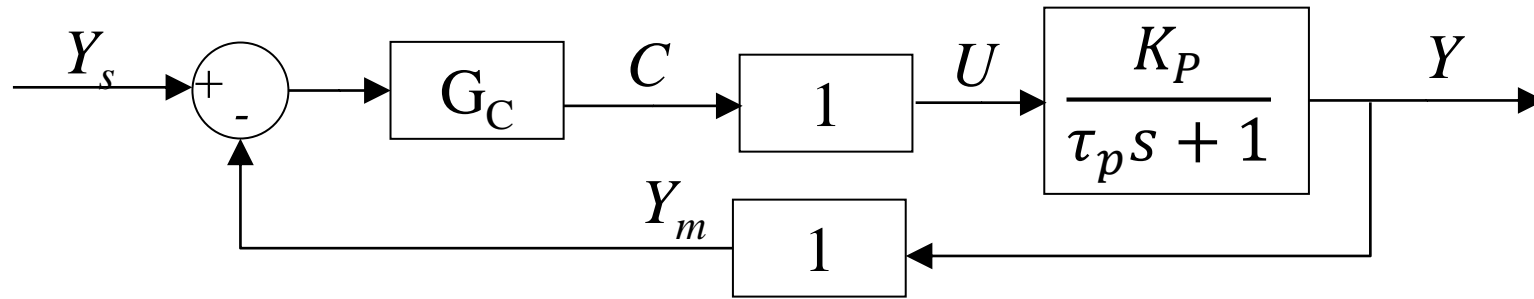 Y_s
+
-
G_C
C
1
U
K_P
τ_p s + 1
Y
Y_m
1